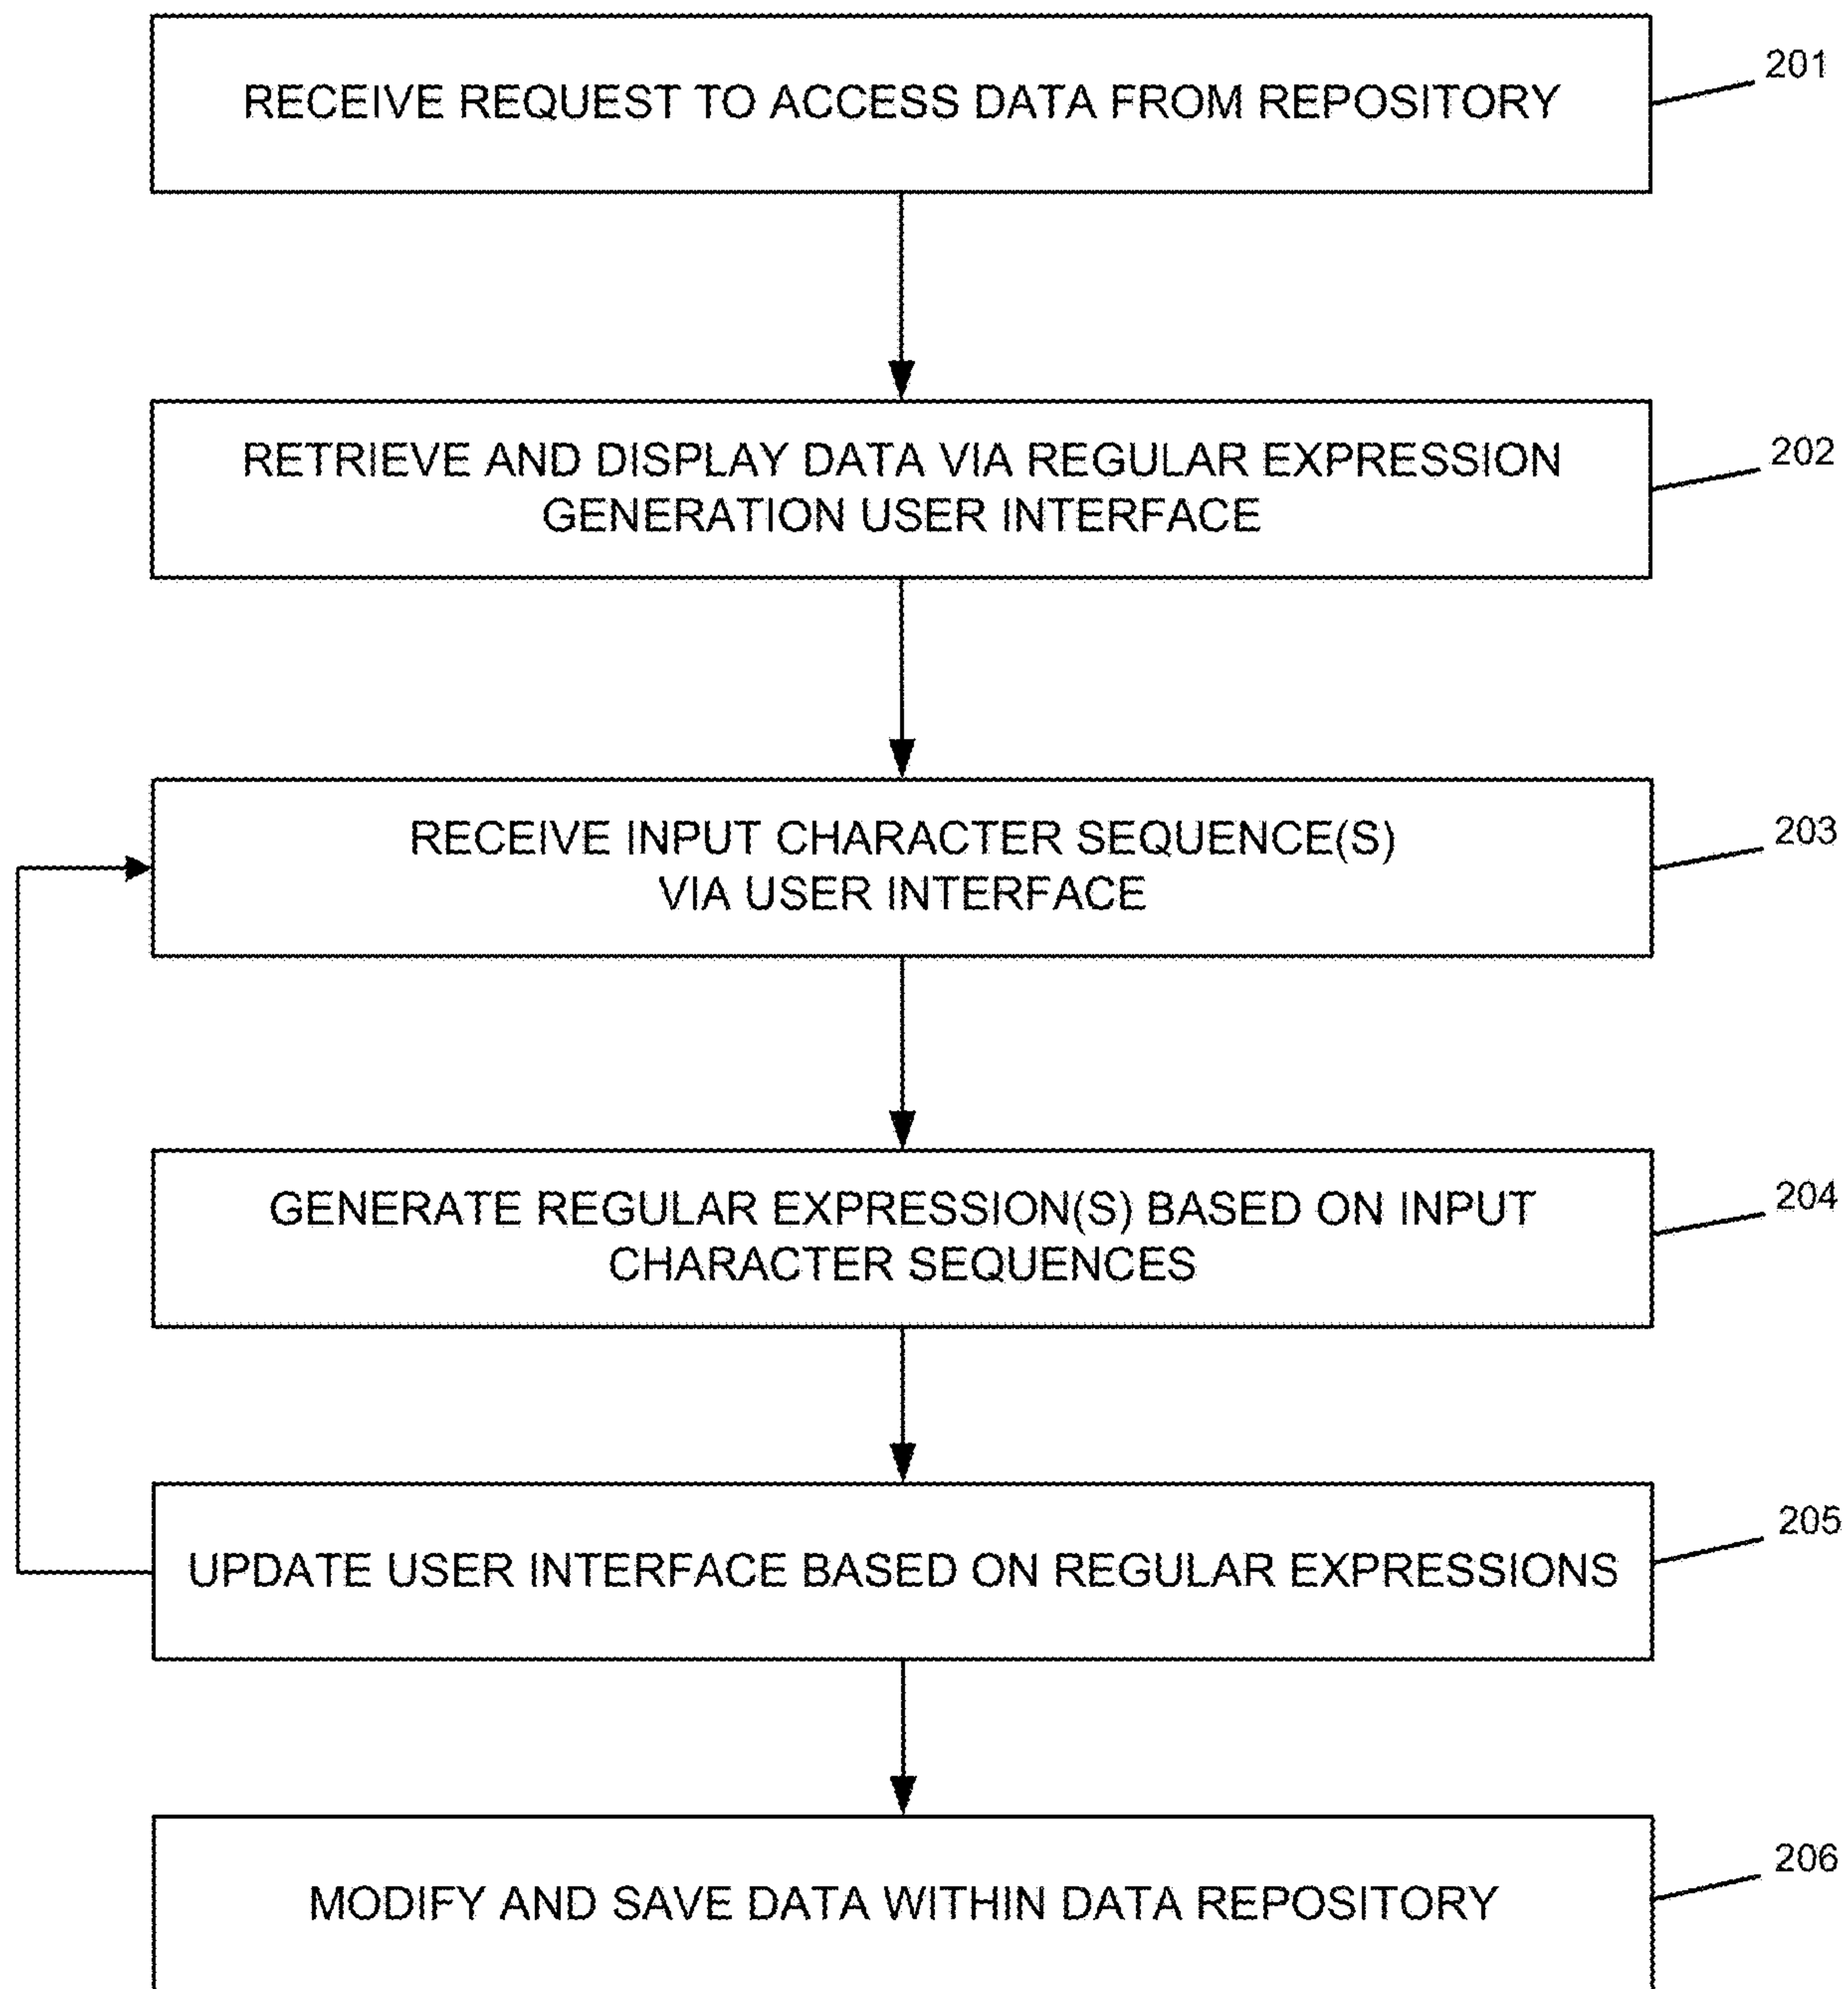 RECEIVE REQUEST TO ACCESS DATA FROM REPOSITORY
201
RETRIEVE AND DISPLAY DATA VIA REGULAR EXPRESSION
GENERATION USER INTERFACE
202
RECEIVE INPUT CHARACTER SEQUENCE(S)
VIA USER INTERFACE
203
GENERATE REGULAR EXPRESSION(S) BASED ON INPUT
CHARACTER SEQUENCES
204
UPDATE USER INTERFACE BASED ON REGULAR EXPRESSIONS
205
MODIFY AND SAVE DATA WITHIN DATA REPOSITORY
206